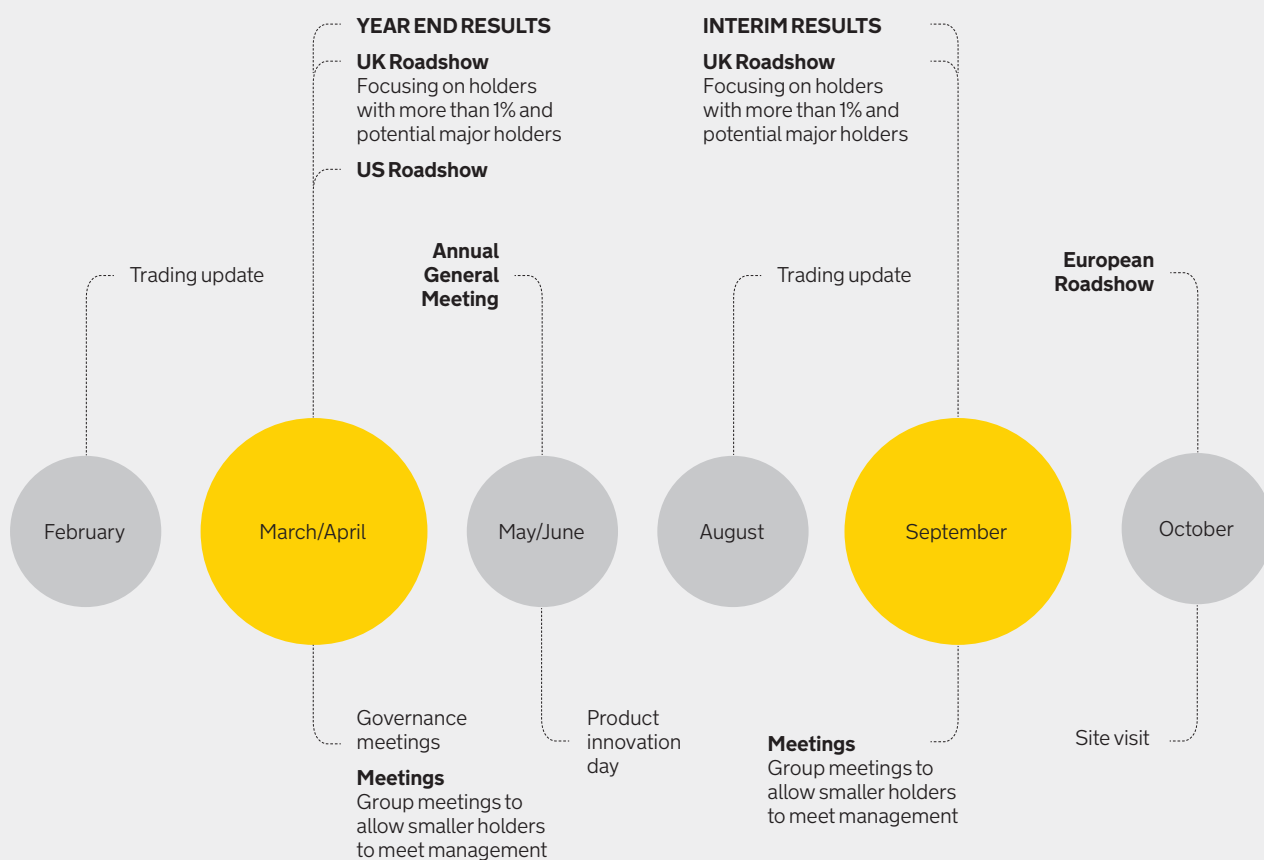 YEAR END RESULTS
UK Roadshow
Focusing on holders
with more than 1% and
potential major holders
US Roadshow
INTERIM RESULTS
UK Roadshow
Focusing on holders
with more than 1% and
potential major holders
Trading update
Annual
General
Meeting
Trading update
European
Roadshow
February
March/April
May/June
August
September
October
Governance
meetings
Meetings
Group meetings to
allow smaller holders
to meet management
Product
innovation
day
Meetings
Group meetings to
allow smaller holders
to meet management
Site visit